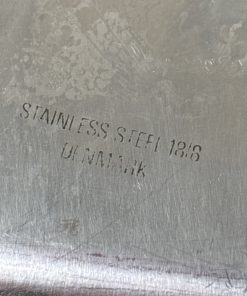 STAINLESS STEEL 18/8
DENMARK